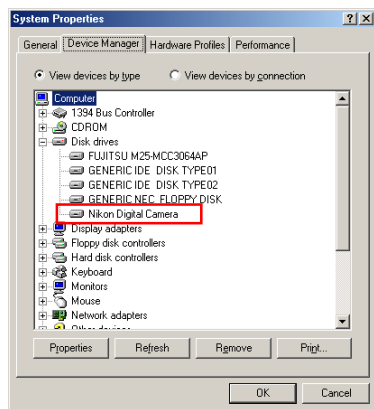 System Properties
General Device Manager Hardware Profiles Performance
View devices by type View devices by connection
Computer
1394 Bus Controller
CDROM
Disk drives
FUJITSU M25-MCC3064AP
GENERIC IDE DISK TYPE01
GENERIC IDE DISK TYPE02
GENERIC NEC FLOPPY DISK
Nikon Digital Camera
Display adapters
Floppy disk controllers
Hard disk controllers
Keyboard
Monitors
Mouse
Network adapters
Properties Refresh Remove Print...
OK Cancel